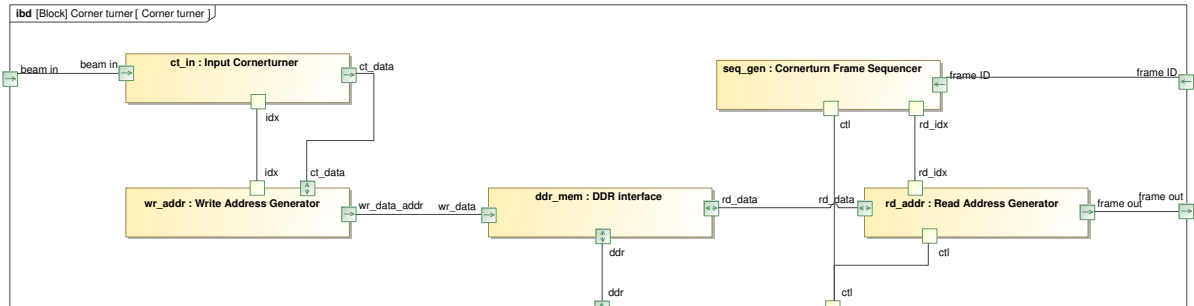 ibd [Block] Corner turner [ Corner turner ]
beam in
beam in
ct_in : Input Cornerturner
ct_data
seq_gen : Cornerturn Frame Sequencer
frame ID
frame ID
idx
ctl
rd_idx
idx
ct_data
rd_idx
wr_addr : Write Address Generator
wr_data_addr
wr_data
ddr_mem : DDR interface
rd_data
rd_data
rd_addr : Read Address Generator
frame out
frame out
ddr
ctl
ddr
ctl